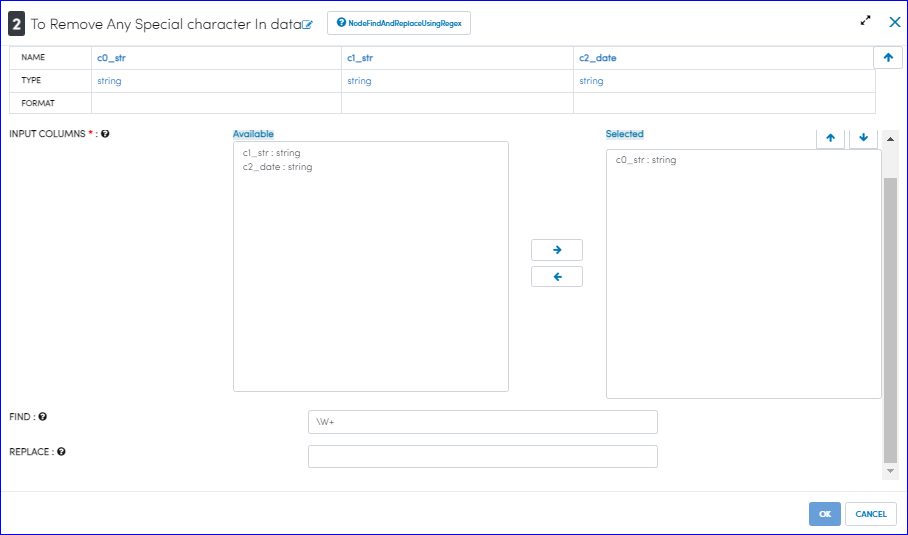 2 To Remove Any Special character In data NodeFindAndReplaceUsingRegex
NAME c0_str c1_str c2_date
TYPE string string string
FORMAT
INPUT COLUMNS * : Available Selected
c1_str : string
c2_date : string
c0_str : string
FIND : \\W+
REPLACE :
OK CANCEL